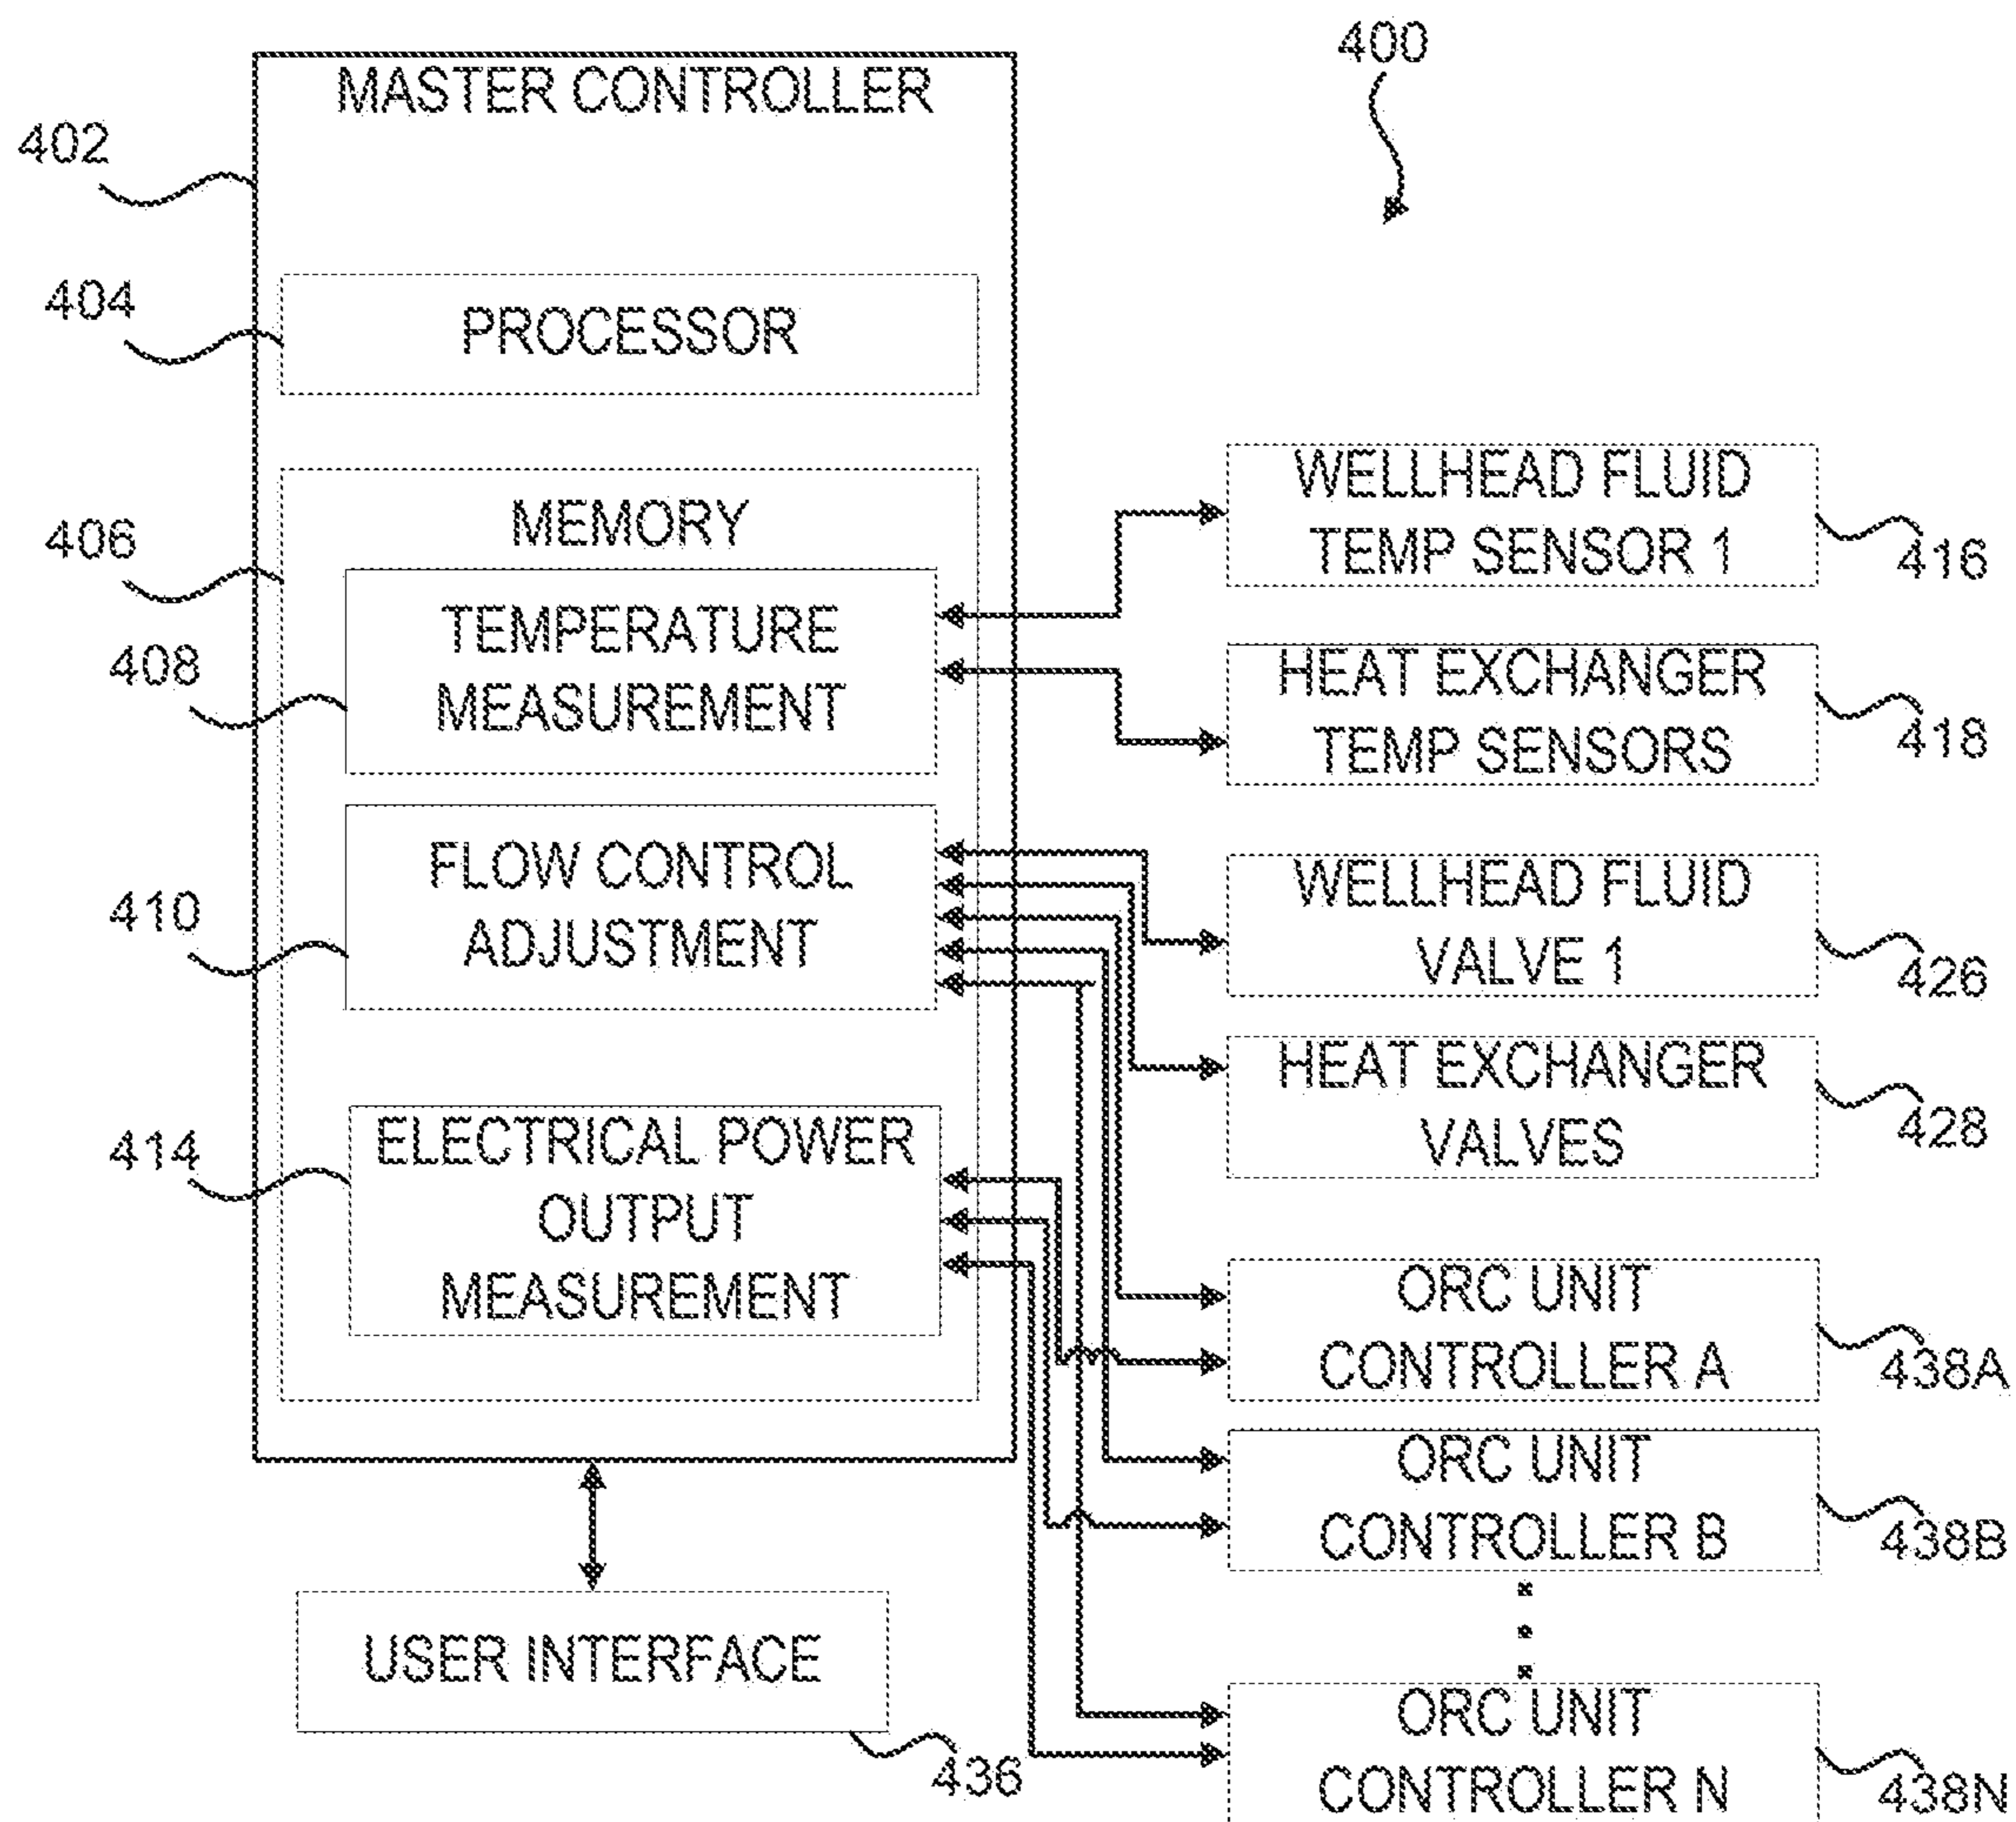 400
MASTER CONTROLLER
402
404
PROCESSOR
406
MEMORY
408
TEMPERATURE
MEASUREMENT
410
FLOW CONTROL
ADJUSTMENT
414
ELECTRICAL POWER
OUTPUT
MEASUREMENT
USER INTERFACE
436
WELLHEAD FLUID
TEMP SENSOR 1
416
HEAT EXCHANGER
TEMP SENSORS
418
WELLHEAD FLUID
VALVE 1
426
HEAT EXCHANGER
VALVES
428
ORC UNIT
CONTROLLER A
438A
ORC UNIT
CONTROLLER B
438B
ORC UNIT
CONTROLLER N
438N